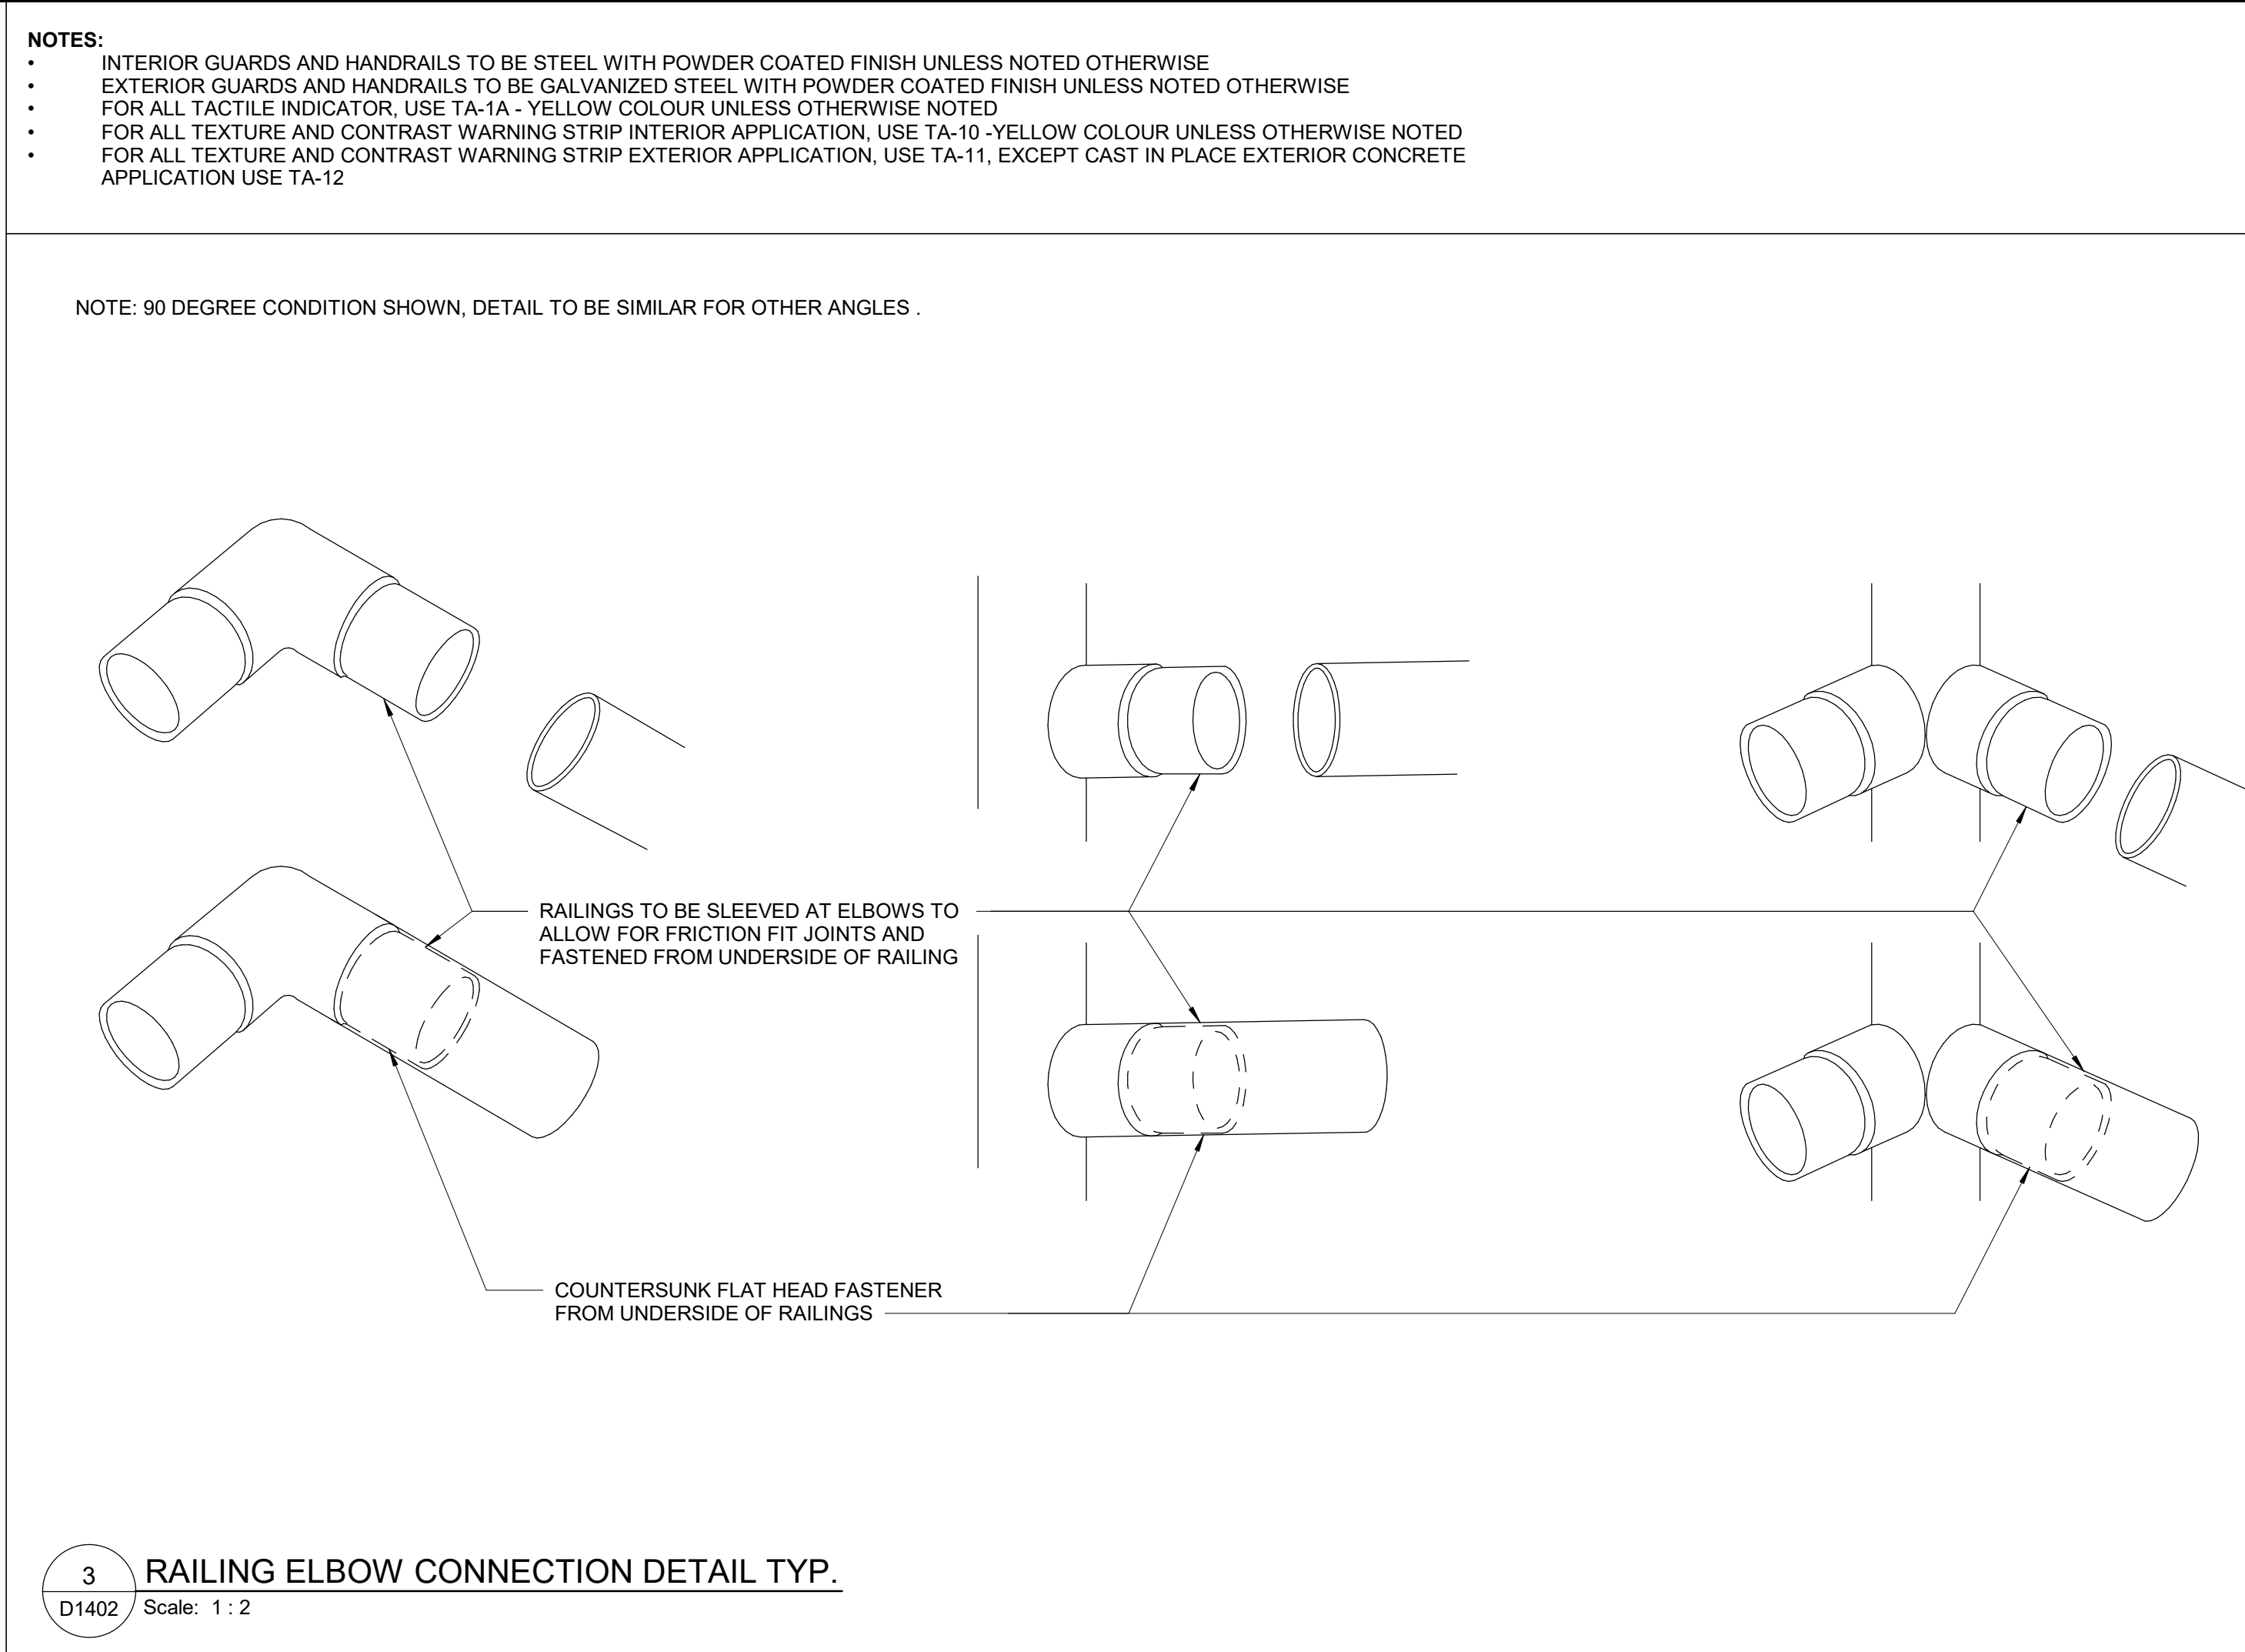 NOTES:
• INTERIOR GUARDS AND HANDRAILS TO BE STEEL WITH POWDER COATED FINISH UNLESS NOTED OTHERWISE
• EXTERIOR GUARDS AND HANDRAILS TO BE GALVANIZED STEEL WITH POWDER COATED FINISH UNLESS NOTED OTHERWISE
• FOR ALL TACTILE INDICATOR, USE TA-1A - YELLOW COLOUR UNLESS OTHERWISE NOTED
• FOR ALL TEXTURE AND CONTRAST WARNING STRIP INTERIOR APPLICATION, USE TA-10 -YELLOW COLOUR UNLESS OTHERWISE NOTED
• FOR ALL TEXTURE AND CONTRAST WARNING STRIP EXTERIOR APPLICATION, USE TA-11, EXCEPT CAST IN PLACE EXTERIOR CONCRETE
APPLICATION USE TA-12
NOTE: 90 DEGREE CONDITION SHOWN, DETAIL TO BE SIMILAR FOR OTHER ANGLES .
RAILINGS TO BE SLEEVED AT ELBOWS TO
ALLOW FOR FRICTION FIT JOINTS AND
FASTENED FROM UNDERSIDE OF RAILING
COUNTERSUNK FLAT HEAD FASTENER
FROM UNDERSIDE OF RAILINGS
3
D1402
RAILING ELBOW CONNECTION DETAIL TYP.
Scale: 1 : 2